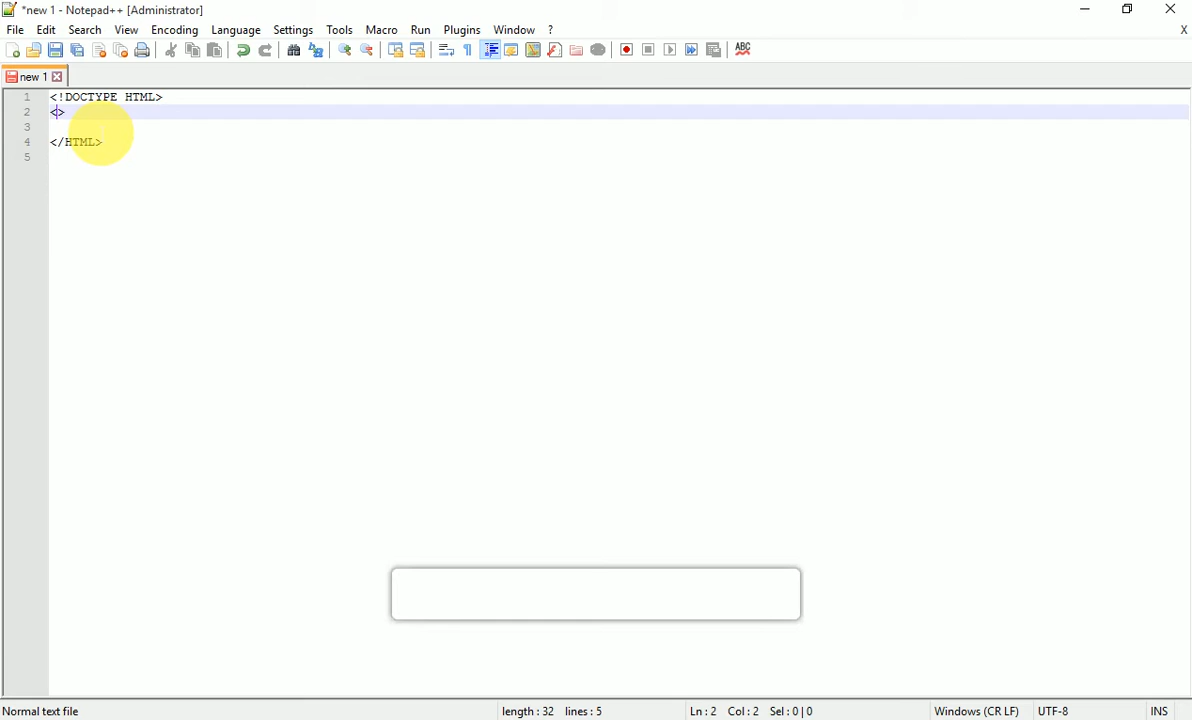 *new 1 - Notepad++ [Administrator]
File Edit Search View Encoding Language Settings Tools Macro Run Plugins Window ? X
ABC
new 1
1 <!DOCTYPE HTML>
2 <>
3
4 </HTML>
5
Normal text file length : 32 lines : 5 Ln : 2 Col : 2 Sel : 0 | 0 Windows (CR LF) UTF-8 INS